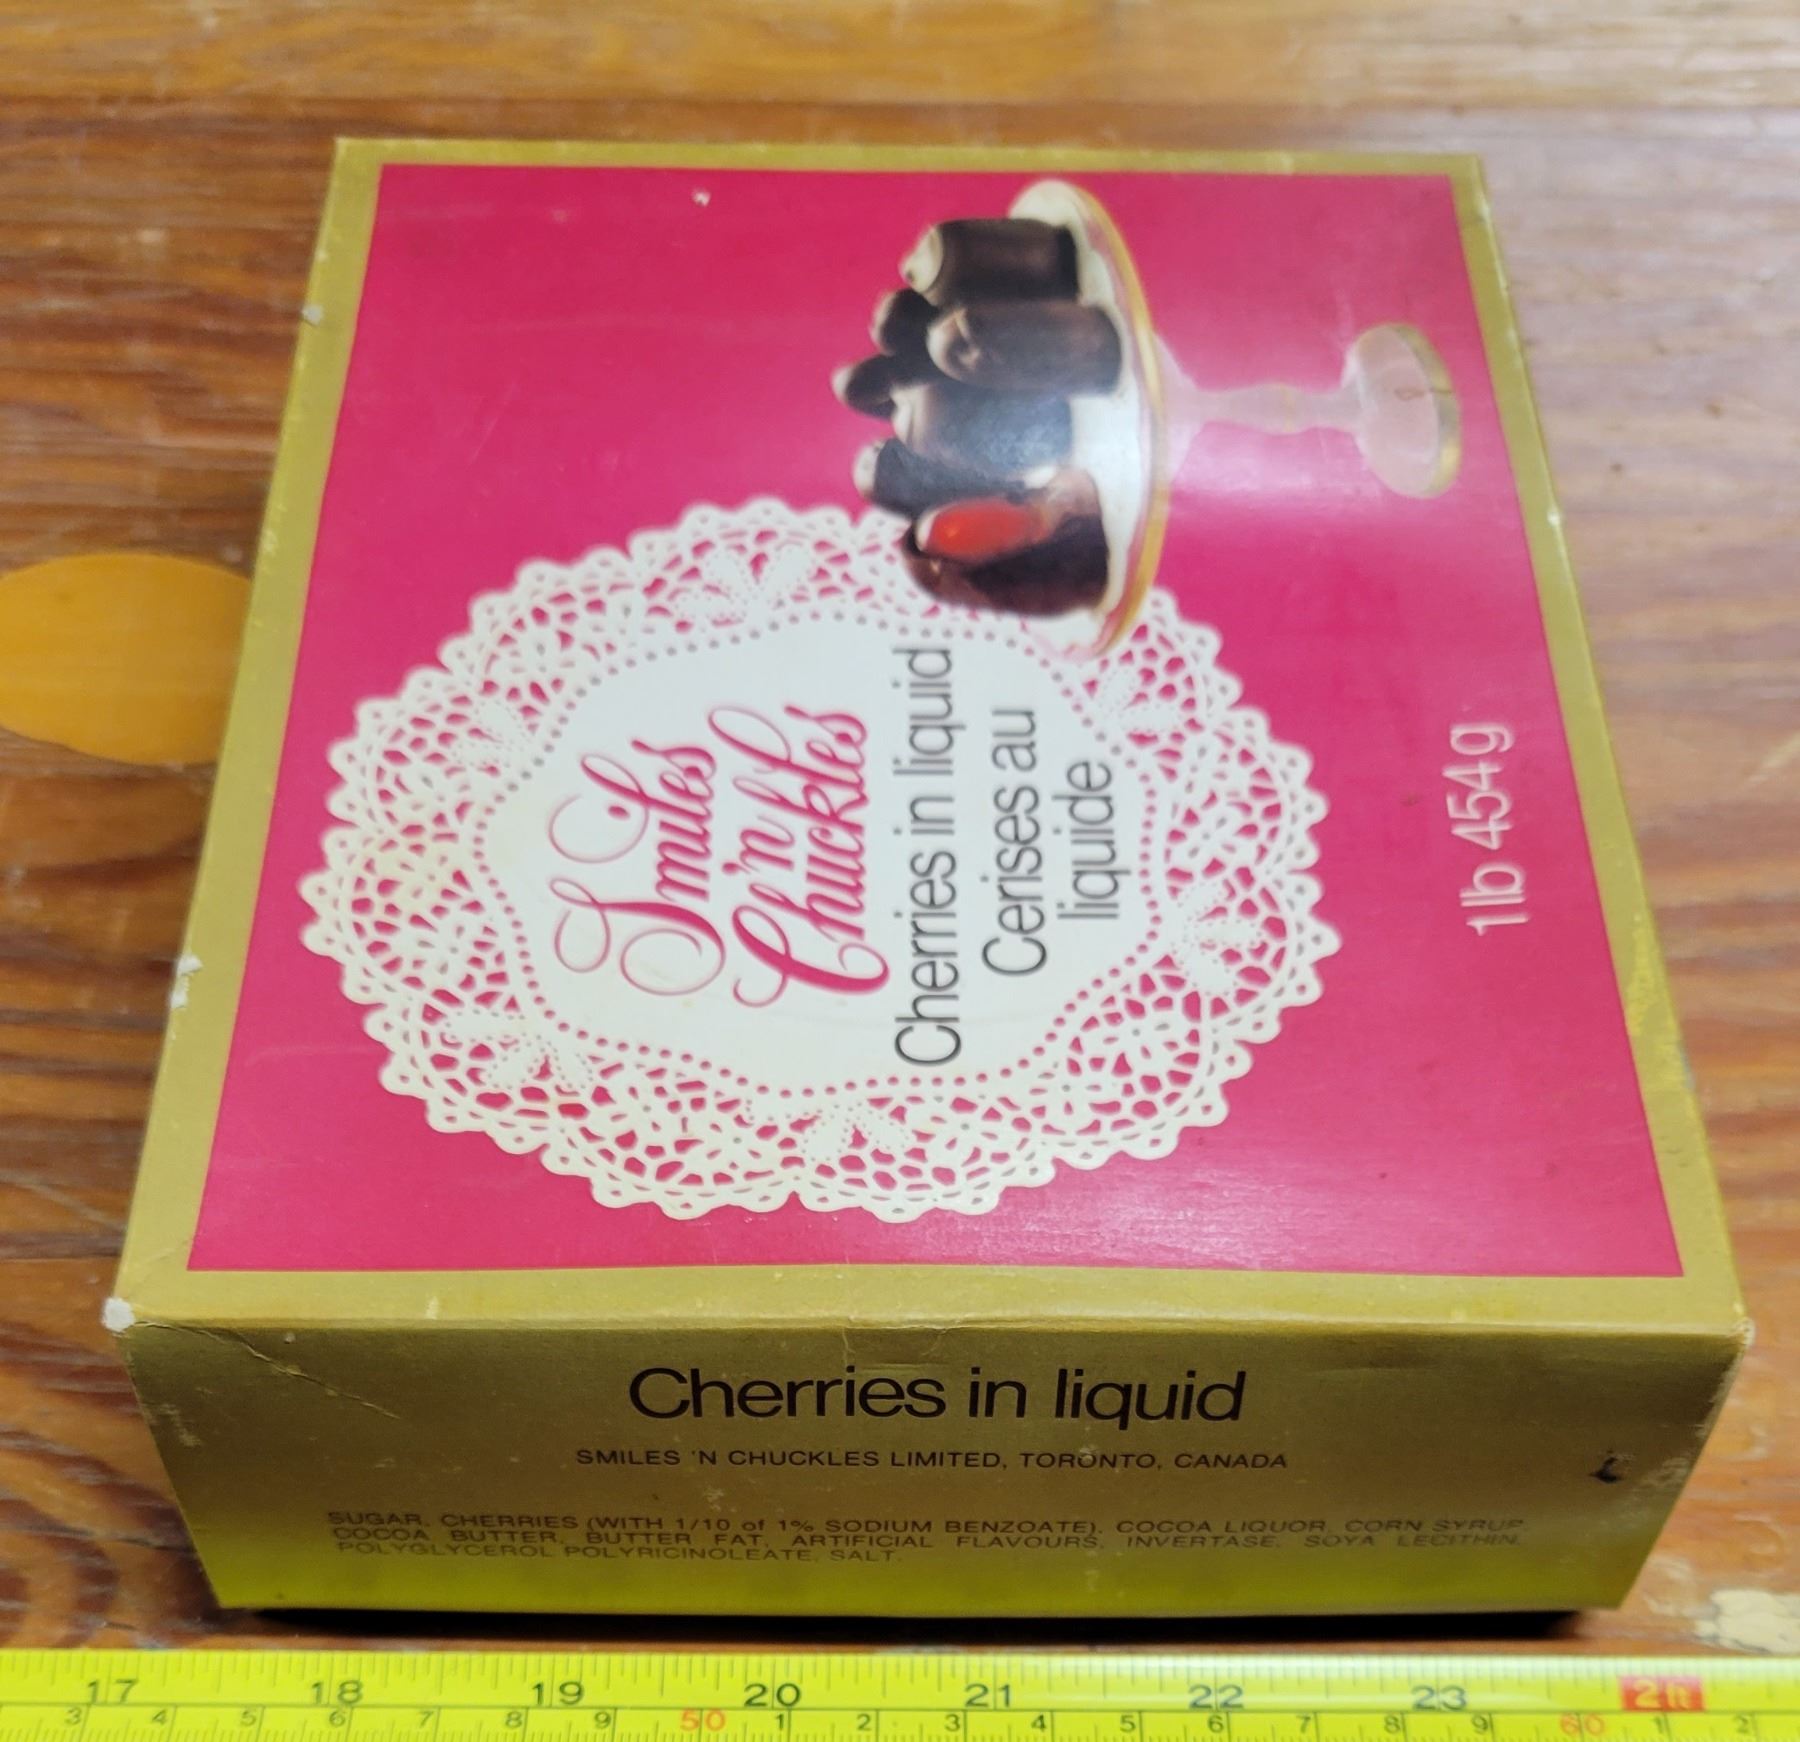 Smiles
'n
Chuckles
Cherries in liquid
Cerises au
liquide
1 lb 454 g
Cherries in liquid
SMILES 'N CHUCKLES LIMITED, TORONTO, CANADA
SUGAR, CHERRIES (WITH 1/10 of 1% SODIUM BENZOATE), COCOA LIQUOR, CORN SYRUP
COCOA BUTTER, BUTTER FAT, ARTIFICIAL FLAVOURS, INVERTASE, SOYA LECITHIN,
POLYGLYCEROL POLYRICINOLEATE, SALT.
17 18 19 20 21 22 23 2ft
3 4 5 6 7 8 9 50 1 2 3 4 5 6 7 8 9 60 1 2